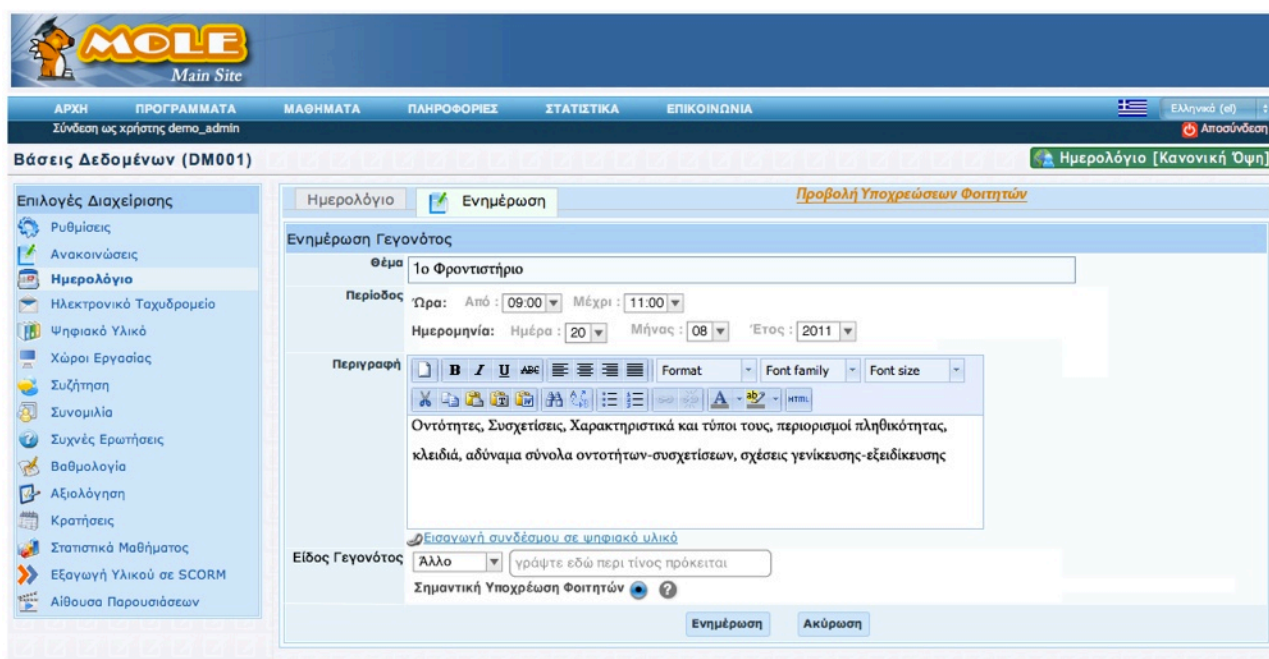 MOLE
Main Site
ΑΡΧΗ ΠΡΟΓΡΑΜΜΑΤΑ ΜΑΘΗΜΑΤΑ ΠΛΗΡΟΦΟΡΙΕΣ ΣΤΑΤΙΣΤΙΚΑ ΕΠΙΚΟΙΝΩΝΙΑ Ελληνικά (el)
Σύνδεση ως χρήστης demo_admin Αποσύνδεση
Βάσεις Δεδομένων (DM001) Ημερολόγιο [Κανονική Όψη]
Επιλογές Διαχείρισης
Ρυθμίσεις
Ανακοινώσεις
Ημερολόγιο
Ηλεκτρονικό Ταχυδρομείο
Ψηφιακό Υλικό
Χώροι Εργασίας
Συζήτηση
Συνομιλία
Συχνές Ερωτήσεις
Βαθμολογία
Αξιολόγηση
Κρατήσεις
Στατιστικά Μαθήματος
Εξαγωγή Υλικού σε SCORM
Αίθουσα Παρουσιάσεων
Ημερολόγιο Ενημέρωση Προβολή Υποχρεώσεων Φοιτητών
Ενημέρωση Γεγονότος
Θέμα 1ο Φροντιστήριο
Περίοδος Ώρα: Από : 09:00 Μέχρι : 11:00
Ημερομηνία: Ημέρα : 20 Μήνας : 08 Έτος : 2011
Περιγραφή B I U ABC Format Font family Font size
A ab HTML
Οντότητες, Συσχετίσεις, Χαρακτηριστικά και τύποι τους, περιορισμοί πληθικότητας,
κλειδιά, αδύναμα σύνολα οντοτήτων-συσχετίσεων, σχέσεις γενίκευσης-εξειδίκευσης
Εισαγωγή συνδέσμου σε ψηφιακό υλικό
Είδος Γεγονότος Άλλο γράψτε εδώ περι τίνος πρόκειται
Σημαντική Υποχρέωση Φοιτητών ?
Ενημέρωση Ακύρωση